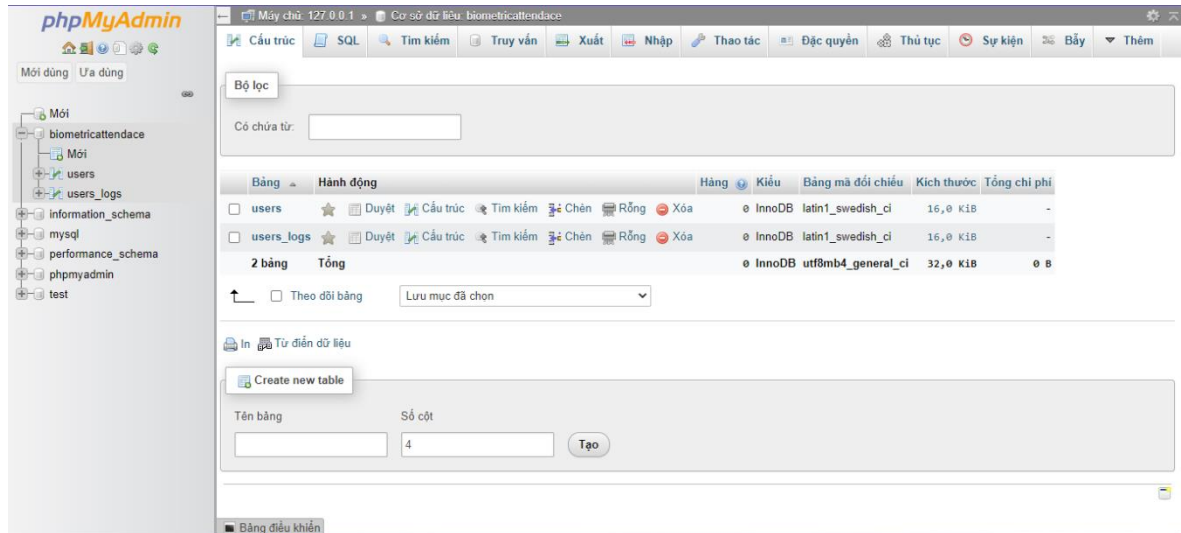 phpMyAdmin
Mới dùng Ưa dùng
Mới
biometricattendace
Mới
users
users_logs
information_schema
mysql
performance_schema
phpmyadmin
test
Máy chủ: 127.0.0.1 » Cơ sở dữ liệu: biometricattendace
Cấu trúc SQL Tìm kiếm Truy vấn Xuất Nhập Thao tác Đặc quyền Thủ tục Sự kiện Bẫy Thêm
Bộ lọc
Có chứa từ:
Bảng Hành động Hàng Kiểu Bảng mã đối chiếu Kích thước Tổng chi phí
users Duyệt Cấu trúc Tìm kiếm Chèn Rỗng Xóa 0 InnoDB latin1_swedish_ci 16,0 KiB -
users_logs Duyệt Cấu trúc Tìm kiếm Chèn Rỗng Xóa 0 InnoDB latin1_swedish_ci 16,0 KiB -
2 bảng Tổng 0 InnoDB utf8mb4_general_ci 32,0 KiB 0 B
Theo dõi bảng Lưu mục đã chọn
In Từ điển dữ liệu
Create new table
Tên bảng Số cột
4 Tạo
Bảng điều khiển